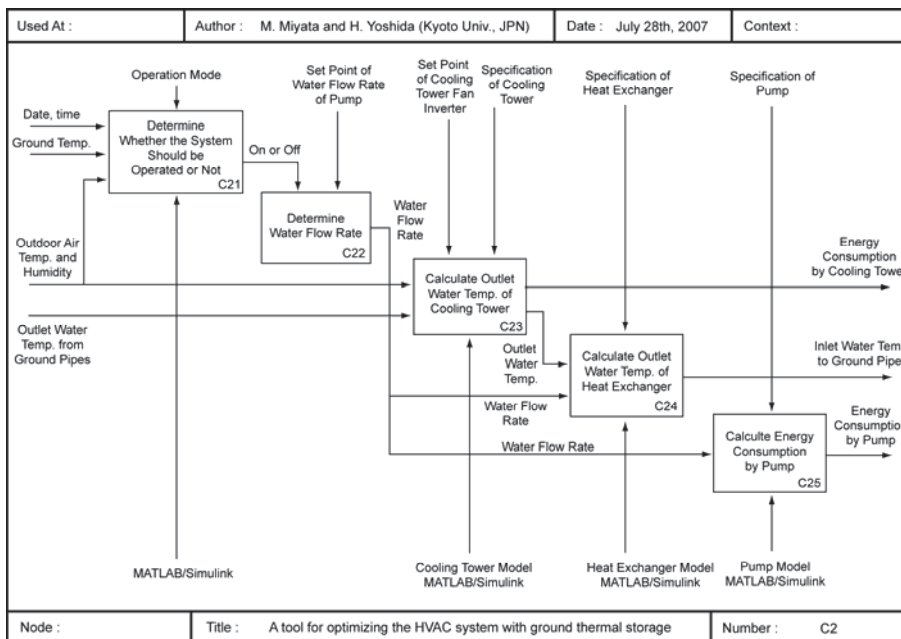 Used At :
Author : M. Miyata and H. Yoshida (Kyoto Univ., JPN)
Date : July 28th, 2007
Context :
Operation Mode
Set Point of
Water Flow Rate
of Pump
Set Point
of Cooling
Tower Fan
Inverter
Specification
of Cooling
Tower
Specification of
Heat Exchanger
Specification of
Pump
Date, time
Ground Temp.
Determine
Whether the System
Should be
Operated or Not
C21
On or Off
Determine
Water Flow Rate
C22
Water
Flow
Rate
Outdoor Air
Temp. and
Humidity
Calculate Outlet
Water Temp. of
Cooling Tower
C23
Energy
Consumption
by Cooling Towe
Outlet Water
Temp. from
Ground Pipes
Outlet
Water
Temp.
Calculate Outlet
Water Temp. of
Heat Exchanger
C24
Inlet Water Tem
to Ground Pipe
Water Flow
Rate
Water Flow Rate
Calculte Energy
Consumption
by Pump
C25
Energy
Consumption
by Pump
MATLAB/Simulink
Cooling Tower Model
MATLAB/Simulink
Heat Exchanger Model
MATLAB/Simulink
Pump Model
MATLAB/Simulink
Node :
Title : A tool for optimizing the HVAC system with ground thermal storage
Number : C2